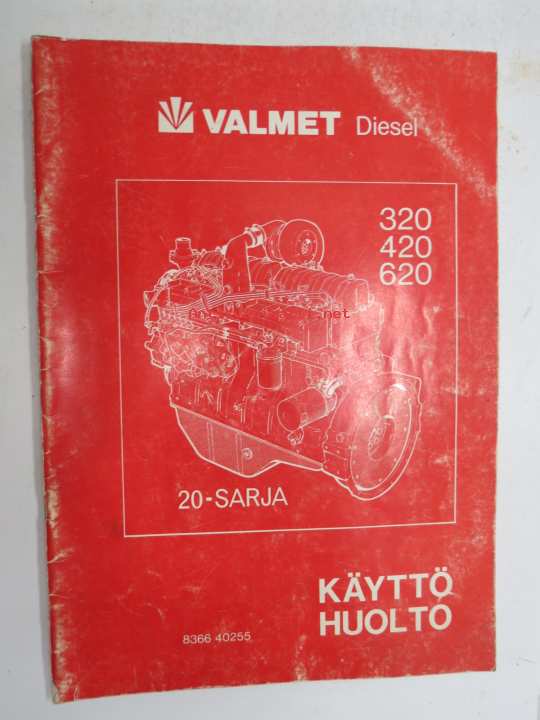 VALMET Diesel
320
420
620
20-SARJA
KÄYTTÖ
HUOLTO
8366 40255